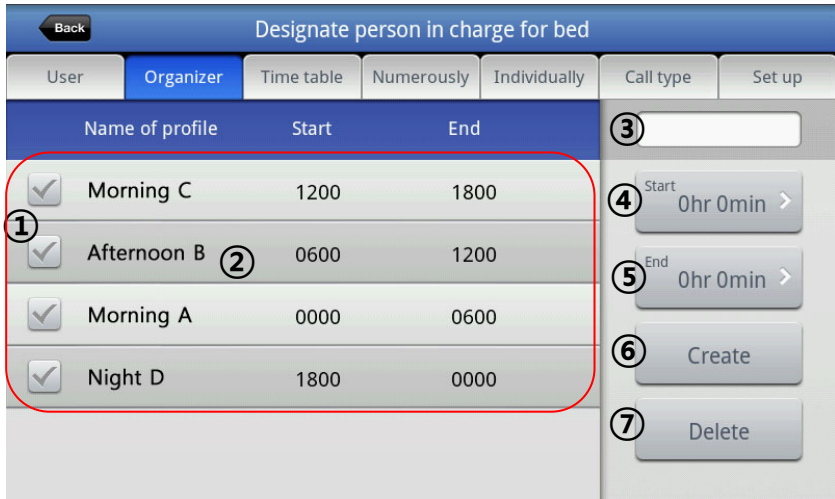 Back
Designate person in charge for bed
User Organizer Time table Numerously Individually Call type Set up
Name of profile Start End
③
① Morning C 1200 1800
④ Start 0hr 0min
Afternoon B ② 0600 1200
⑤ End 0hr 0min
Morning A 0000 0600
⑥ Create
Night D 1800 0000
⑦ Delete